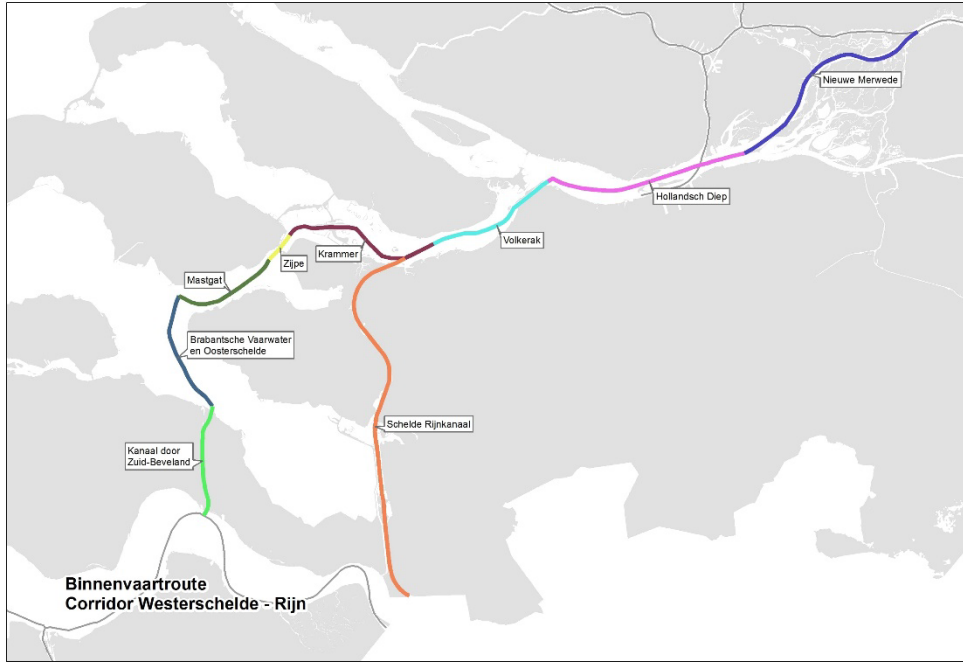 Nieuwe Merwede
Hollandsch Diep
Volkerak
Krammer
Zijpe
Mastgat
Brabantsche Vaarwater
en Oosterschelde
Schelde Rijnkanaal
Kanaal door
Zuid-Beveland
Binnenvaartroute
Corridor Westerschelde - Rijn